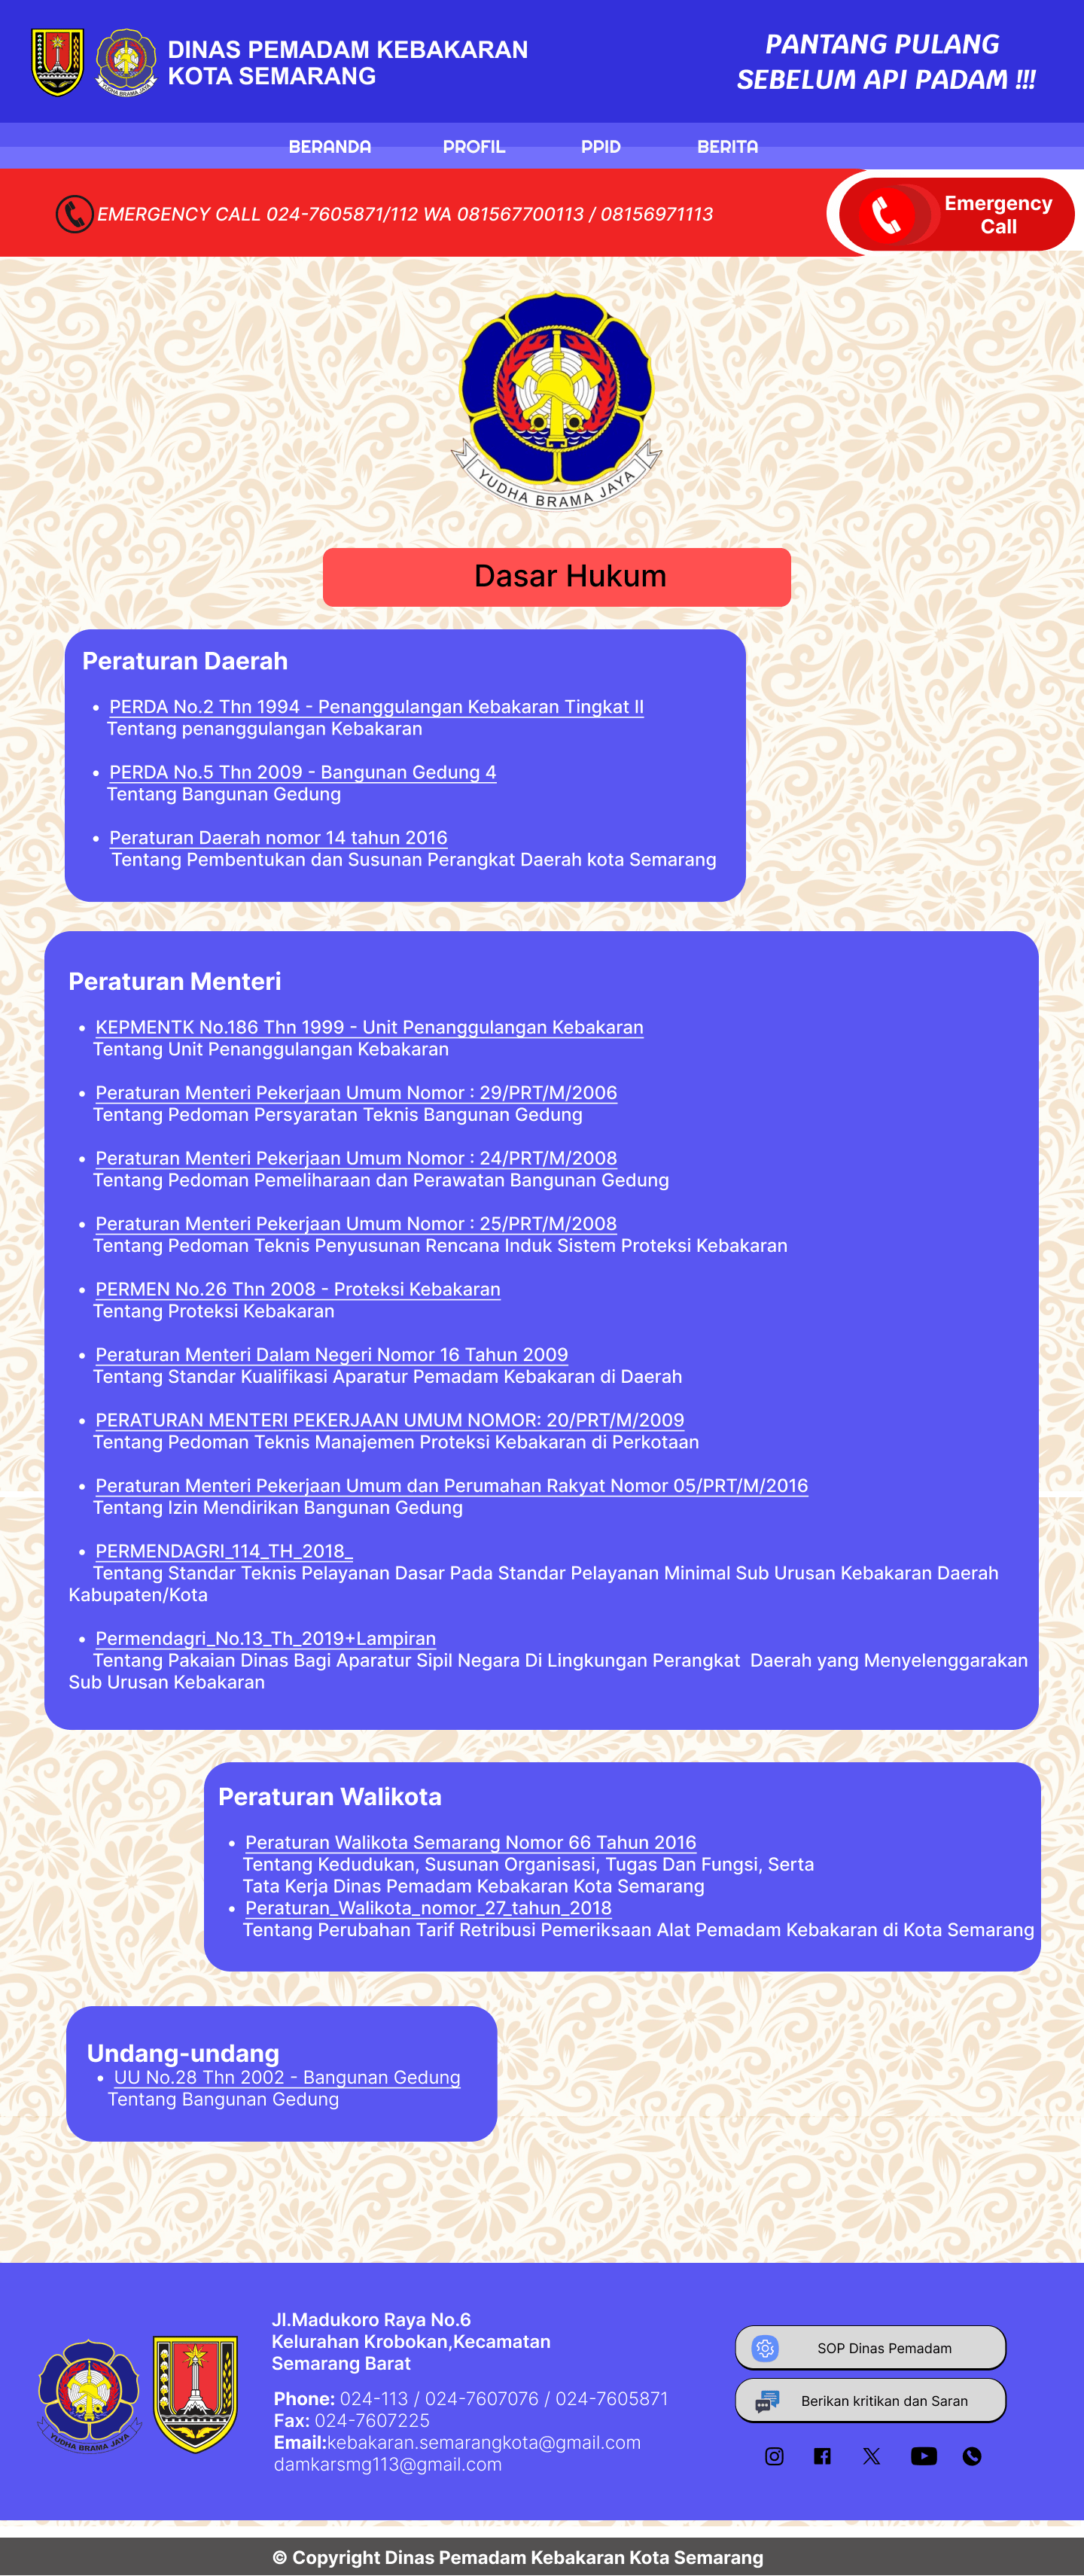 DINAS PEMADAM KEBAKARAN
KOTA SEMARANG
PANTANG PULANG
SEBELUM API PADAM !!!
YUDHA BRAMA JAYA
BERANDA PROFIL PPID BERITA
EMERGENCY CALL 024-7605871/112 WA 081567700113 / 08156971113
Emergency
Call
YUDHA BRAMA JAYA
Dasar Hukum
Peraturan Daerah
• PERDA No.2 Thn 1994 - Penanggulangan Kebakaran Tingkat II
Tentang penanggulangan Kebakaran
• PERDA No.5 Thn 2009 - Bangunan Gedung 4
Tentang Bangunan Gedung
• Peraturan Daerah nomor 14 tahun 2016
Tentang Pembentukan dan Susunan Perangkat Daerah kota Semarang
Peraturan Menteri
• KEPMENTK No.186 Thn 1999 - Unit Penanggulangan Kebakaran
Tentang Unit Penanggulangan Kebakaran
• Peraturan Menteri Pekerjaan Umum Nomor : 29/PRT/M/2006
Tentang Pedoman Persyaratan Teknis Bangunan Gedung
• Peraturan Menteri Pekerjaan Umum Nomor : 24/PRT/M/2008
Tentang Pedoman Pemeliharaan dan Perawatan Bangunan Gedung
• Peraturan Menteri Pekerjaan Umum Nomor : 25/PRT/M/2008
Tentang Pedoman Teknis Penyusunan Rencana Induk Sistem Proteksi Kebakaran
• PERMEN No.26 Thn 2008 - Proteksi Kebakaran
Tentang Proteksi Kebakaran
• Peraturan Menteri Dalam Negeri Nomor 16 Tahun 2009
Tentang Standar Kualifikasi Aparatur Pemadam Kebakaran di Daerah
• PERATURAN MENTERI PEKERJAAN UMUM NOMOR: 20/PRT/M/2009
Tentang Pedoman Teknis Manajemen Proteksi Kebakaran di Perkotaan
• Peraturan Menteri Pekerjaan Umum dan Perumahan Rakyat Nomor 05/PRT/M/2016
Tentang Izin Mendirikan Bangunan Gedung
• PERMENDAGRI_114_TH_2018_
Tentang Standar Teknis Pelayanan Dasar Pada Standar Pelayanan Minimal Sub Urusan Kebakaran Daerah
Kabupaten/Kota
• Permendagri_No.13_Th_2019+Lampiran
Tentang Pakaian Dinas Bagi Aparatur Sipil Negara Di Lingkungan Perangkat Daerah yang Menyelenggarakan
Sub Urusan Kebakaran
Peraturan Walikota
• Peraturan Walikota Semarang Nomor 66 Tahun 2016
Tentang Kedudukan, Susunan Organisasi, Tugas Dan Fungsi, Serta
Tata Kerja Dinas Pemadam Kebakaran Kota Semarang
• Peraturan_Walikota_nomor_27_tahun_2018
Tentang Perubahan Tarif Retribusi Pemeriksaan Alat Pemadam Kebakaran di Kota Semarang
Undang-undang
• UU No.28 Thn 2002 - Bangunan Gedung
Tentang Bangunan Gedung
YUDHA BRAMA JAYA
Jl.Madukoro Raya No.6
Kelurahan Krobokan,Kecamatan
Semarang Barat
Phone: 024-113 / 024-7607076 / 024-7605871
Fax: 024-7607225
Email:kebakaran.semarangkota@gmail.com
damkarsmg113@gmail.com
SOP Dinas Pemadam
Berikan kritikan dan Saran
© Copyright Dinas Pemadam Kebakaran Kota Semarang